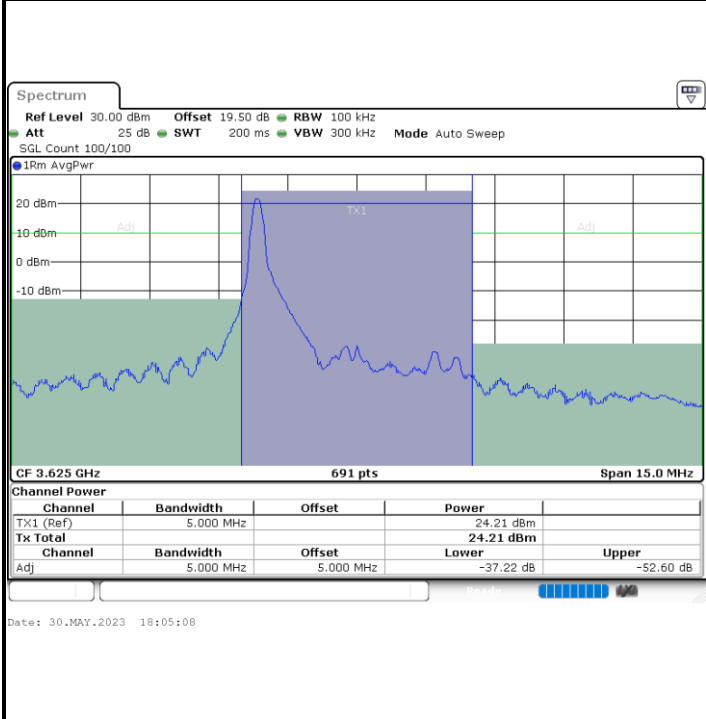 Spectrum
Ref Level 30.00 dBm Offset 19.50 dB RBW 100 kHz
Att 25 dB SWT 200 ms VBW 300 kHz Mode Auto Sweep
SGL Count 100/100
1Rm AvgPwr
20 dBm
TX1
Adj
10 dBm
Adj
0 dBm
-10 dBm
CF 3.625 GHz 691 pts Span 15.0 MHz
Channel Power
Channel Bandwidth Offset Power
TX1 (Ref) 5.000 MHz 24.21 dBm
Tx Total 24.21 dBm
Channel Bandwidth Offset Lower Upper
Adj 5.000 MHz 5.000 MHz -37.22 dB -52.60 dB
Ready
Date: 30.MAY.2023 18:05:08